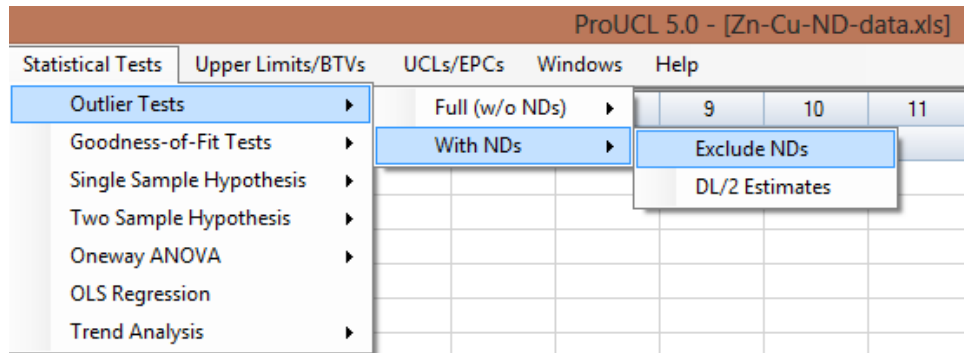 ProUCL 5.0 - [Zn-Cu-ND-data.xls]
Statistical Tests Upper Limits/BTVs UCLs/EPCs Windows Help
Outlier Tests Full (w/o NDs) 9 10 11
Goodness-of-Fit Tests With NDs Exclude NDs
Single Sample Hypothesis DL/2 Estimates
Two Sample Hypothesis
Oneway ANOVA
OLS Regression
Trend Analysis